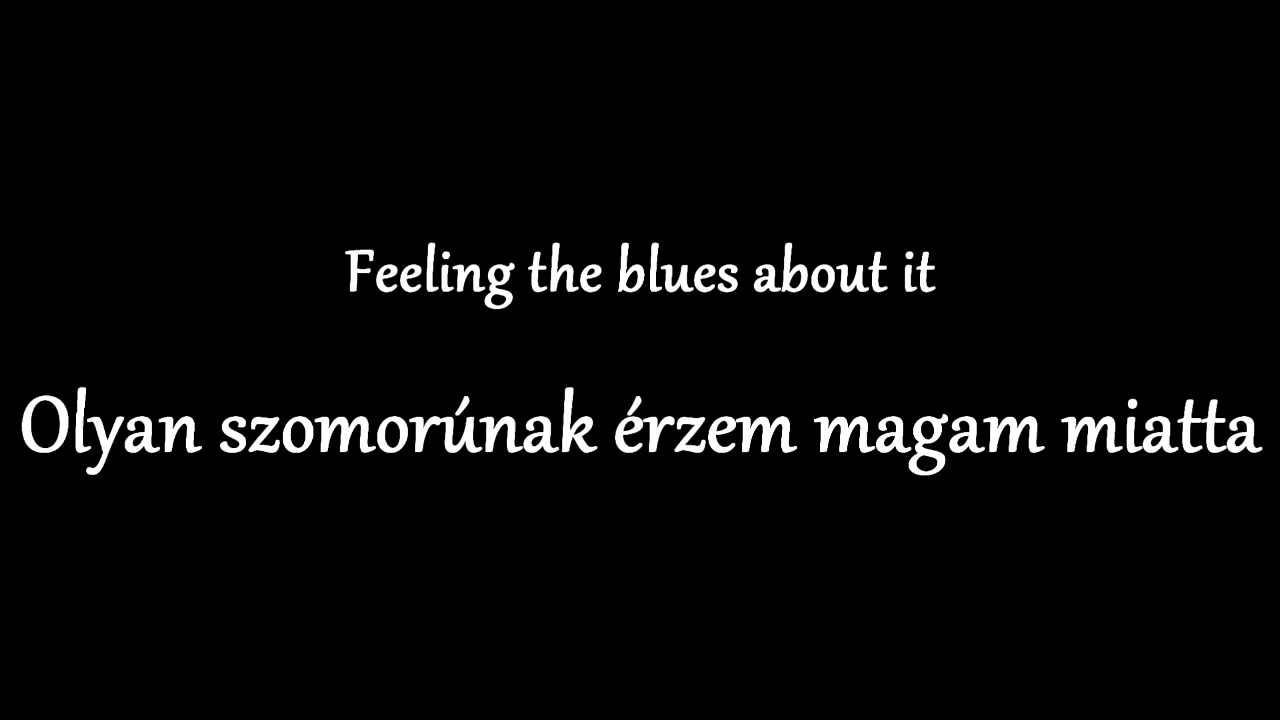 Feeling the blues about it
Olyan szomorúnak érzem magam miatta